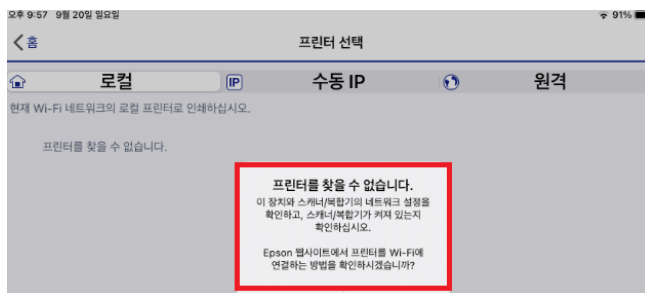 오후 9:57 9월 20일 일요일 91%
홈 프린터 선택
로컬 IP 수동 IP 원격
현재 Wi-Fi 네트워크의 로컬 프린터로 인쇄하십시오.
프린터를 찾을 수 없습니다.
프린터를 찾을 수 없습니다.
이 장치와 스캐너/복합기의 네트워크 설정을
확인하고, 스캐너/복합기가 켜져 있는지
확인하십시오.
Epson 웹사이트에서 프린터를 Wi-Fi에
연결하는 방법을 확인하시겠습니까?